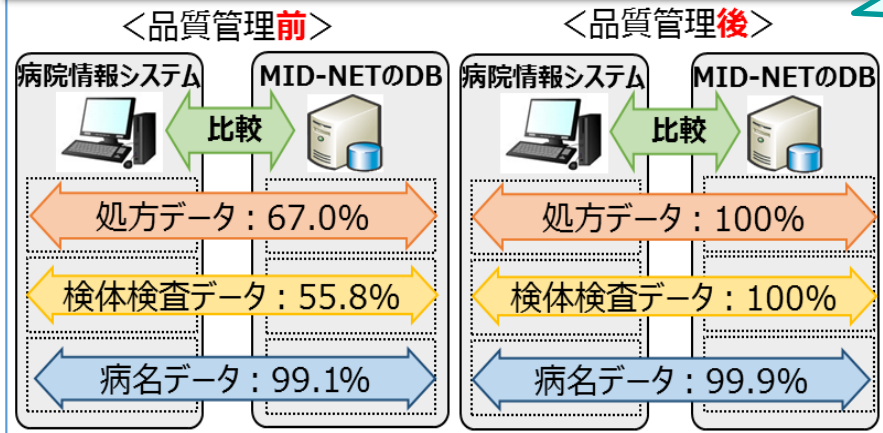 ＜品質管理前＞
病院情報システム
MID-NETのDB
比較
処方データ：67.0%
検体検査データ：55.8%
病名データ：99.1%
＜品質管理後＞
病院情報システム
MID-NETのDB
比較
処方データ：100%
検体検査データ：100%
病名データ：99.9%